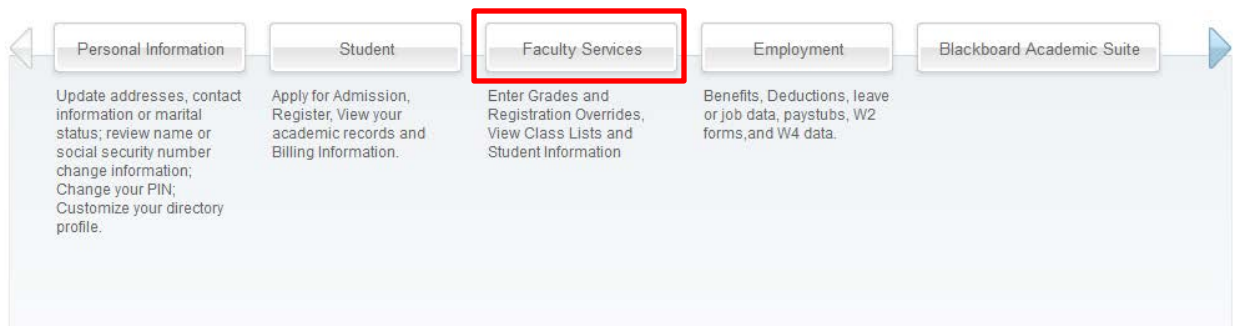 Personal Information
Student
Faculty Services
Employment
Blackboard Academic Suite
Update addresses, contact
information or marital
status; review name or
social security number
change information;
Change your PIN;
Customize your directory
profile.
Apply for Admission,
Register, View your
academic records and
Billing Information.
Enter Grades and
Registration Overrides,
View Class Lists and
Student Information
Benefits, Deductions, leave
or job data, paystubs, W2
forms,and W4 data.